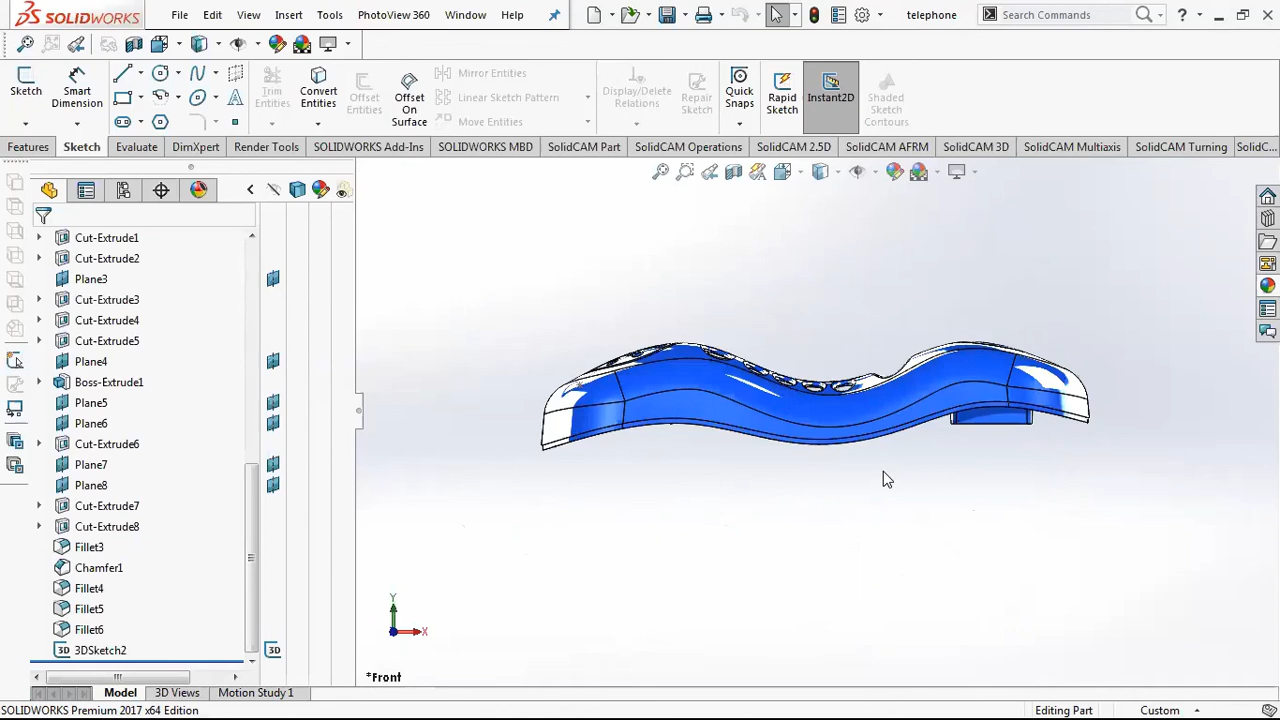 SOLIDWORKS File Edit View Insert Tools PhotoView 360 Window Help telephone Search Commands ?
Sketch Smart Dimension Trim Entities Convert Entities Offset Entities Offset On Surface Mirror Entities Linear Sketch Pattern Move Entities Display/Delete Relations Repair Sketch Quick Snaps Rapid Sketch Instant2D Shaded Sketch Contours
Features Sketch Evaluate DimXpert Render Tools SOLIDWORKS Add-Ins SOLIDWORKS MBD SolidCAM Part SolidCAM Operations SolidCAM 2.5D SolidCAM AFRM SolidCAM 3D SolidCAM Multiaxis SolidCAM Turning SolidC...
Cut-Extrude1
Cut-Extrude2
Plane3
Cut-Extrude3
Cut-Extrude4
Cut-Extrude5
Plane4
Boss-Extrude1
Plane5
Plane6
Cut-Extrude6
Plane7
Plane8
Cut-Extrude7
Cut-Extrude8
Fillet3
Chamfer1
Fillet4
Fillet5
Fillet6
3D 3DSketch2 3D
Y
X
*Front
Model 3D Views Motion Study 1
SOLIDWORKS Premium 2017 x64 Edition Editing Part Custom